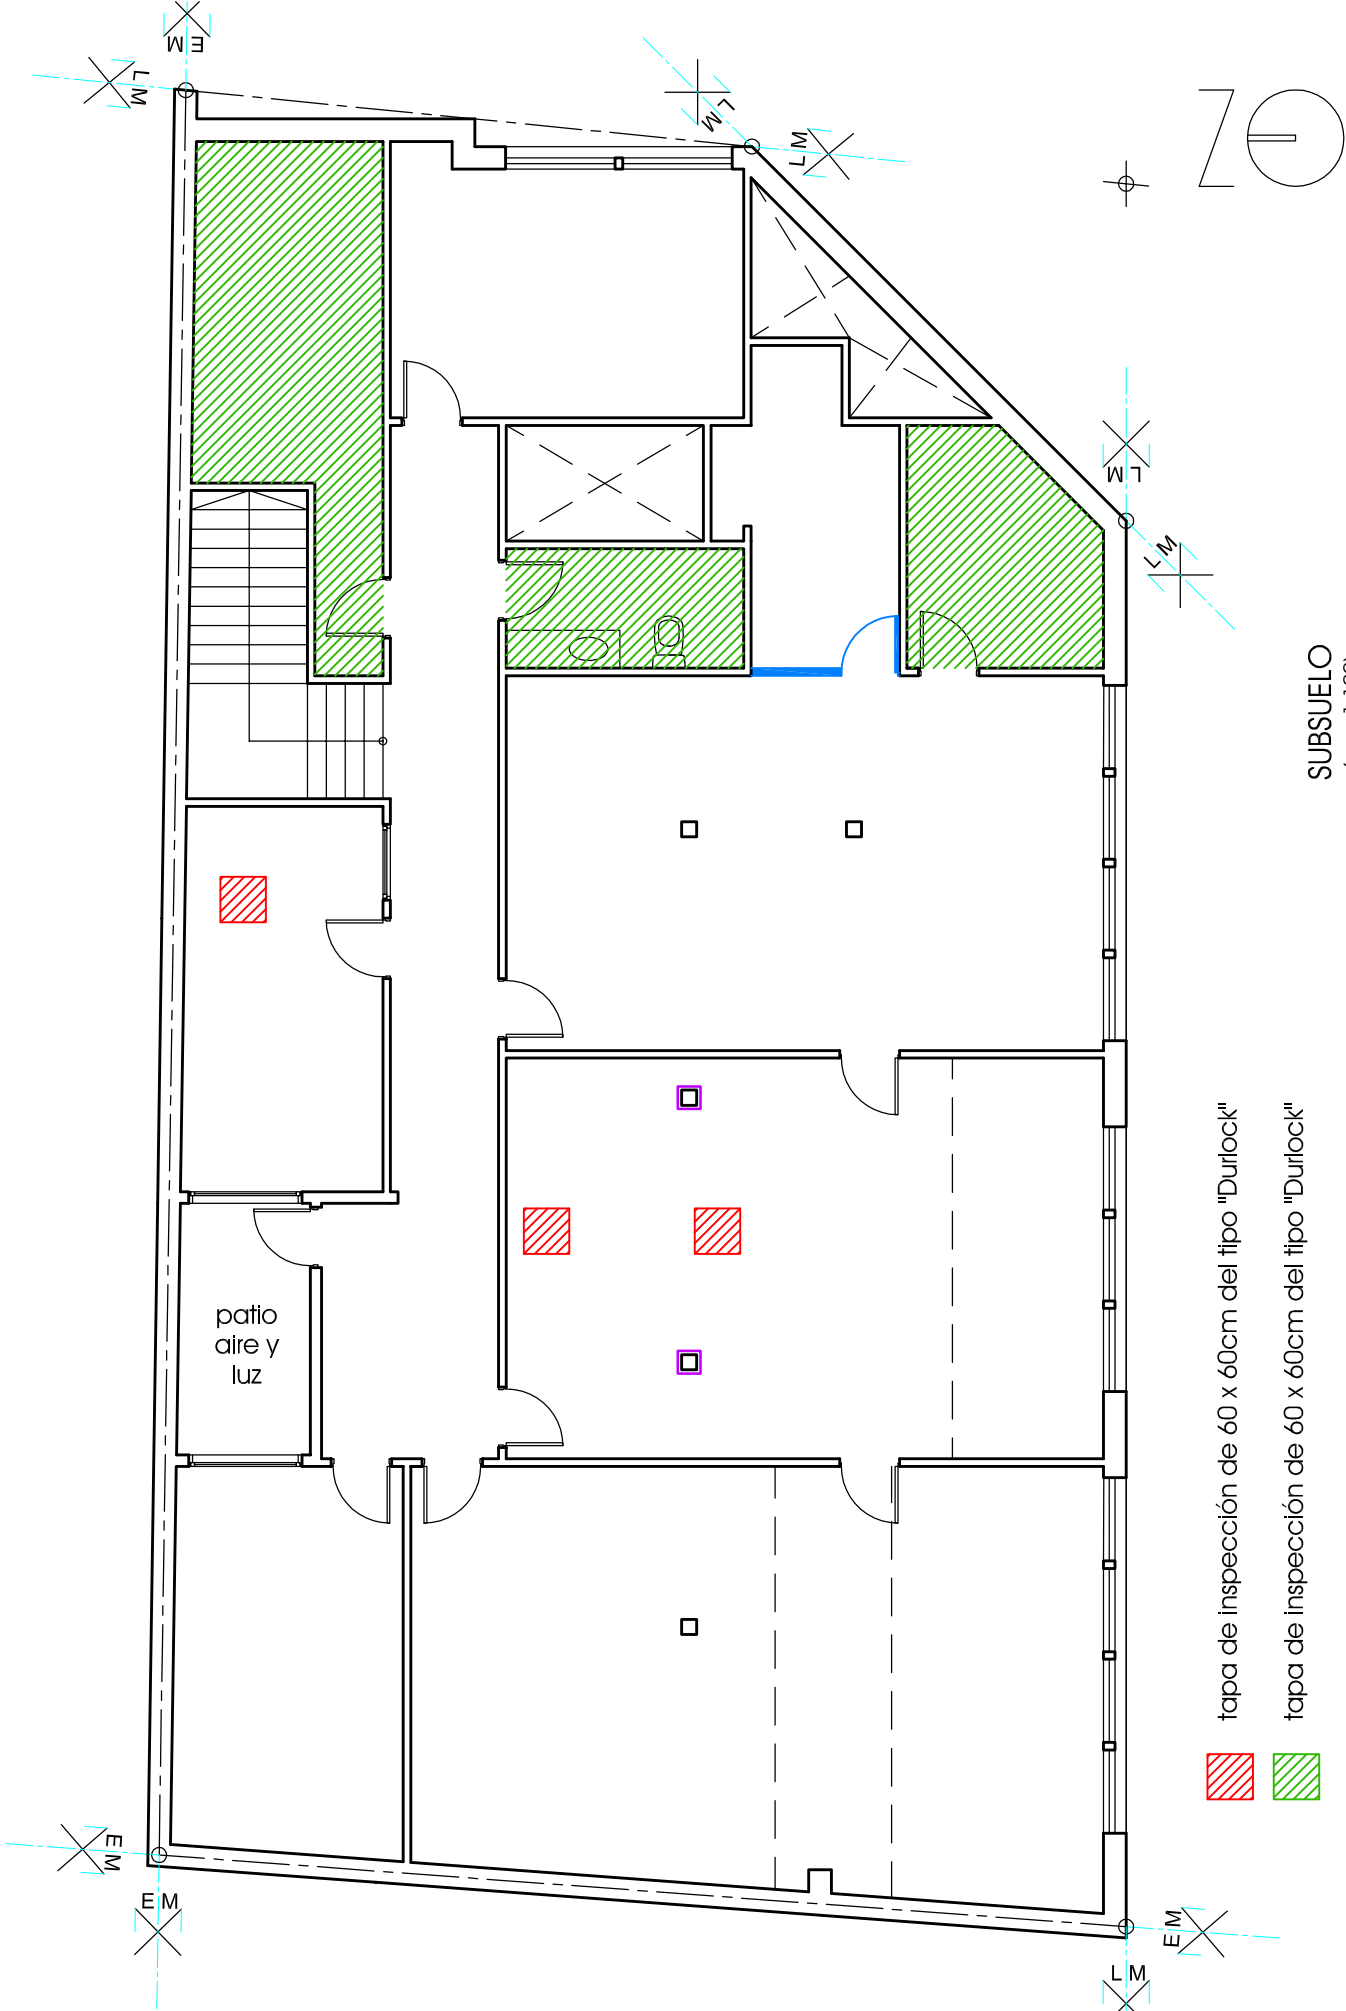 E M
L M
L M
L M
L M
L M
patio
aire y
luz
E M
E M
E M
L M
SUBSUELO
tapa de inspección de 60 x 60cm del tipo "Durlock"
tapa de inspección de 60 x 60cm del tipo "Durlock"